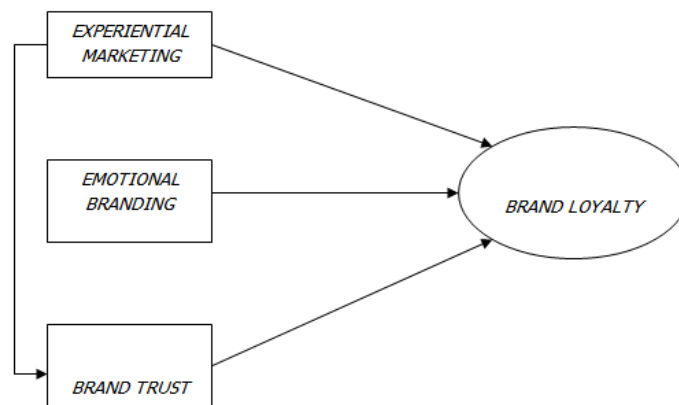 EXPERIENTIAL
MARKETING
EMOTIONAL
BRANDING
BRAND LOYALTY
BRAND TRUST